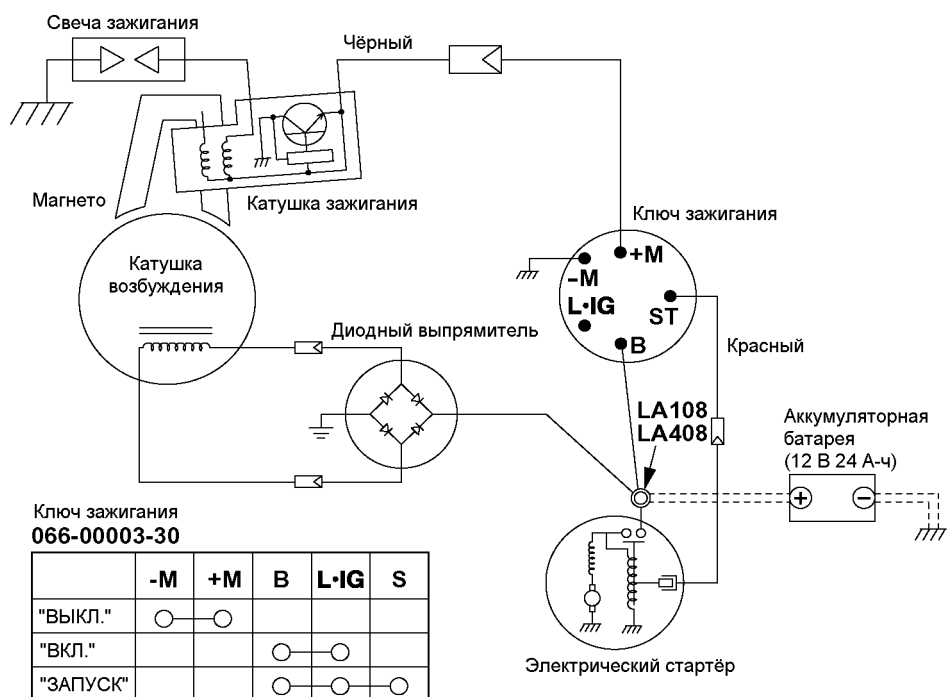 Свеча зажигания
Чёрный
Магнето
Катушка зажигания
Ключ зажигания
+M
-M
L•IG
ST
B
Катушка
возбуждения
Диодный выпрямитель
Красный
LA108
LA408
Аккумуляторная
батарея
(12 В 24 А-ч)
+
−
Электрический стартёр
Ключ зажигания
066-00003-30
-M +M B L•IG S
"ВЫКЛ."
"ВКЛ."
"ЗАПУСК"